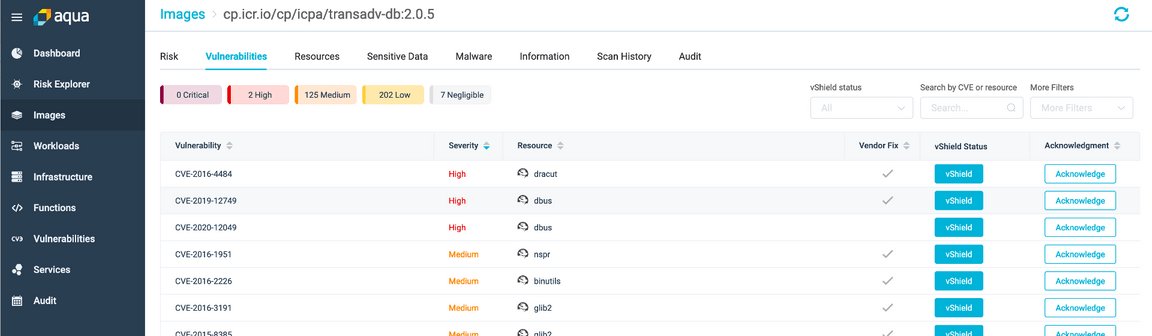 aqua
Images > cp.icr.io/cp/icpa/transadv-db:2.0.5
Dashboard
Risk Explorer
Images
Workloads
Infrastructure
Functions
CVE Vulnerabilities
Services
Audit
Risk Vulnerabilities Resources Sensitive Data Malware Information Scan History Audit
0 Critical 2 High 125 Medium 202 Low 7 Negligible
vShield status Search by CVE or resource More Filters
All Search... More Filters
Vulnerability Severity Resource Vendor Fix vShield Status Acknowledgment
CVE-2016-4484 High dracut vShield Acknowledge
CVE-2019-12749 High dbus vShield Acknowledge
CVE-2020-12049 High dbus vShield Acknowledge
CVE-2016-1951 Medium nspr vShield Acknowledge
CVE-2016-2226 Medium binutils vShield Acknowledge
CVE-2016-3191 Medium glib2 vShield Acknowledge
CVE-2015-8385 Medium glib2 vShield Acknowledge